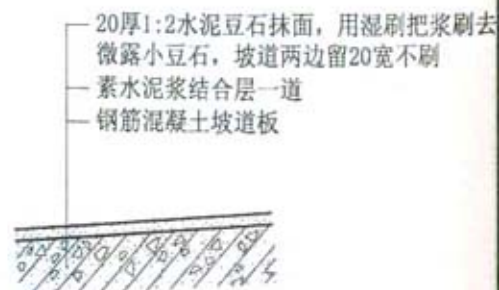 20厚1:2水泥豆石抹面，用湿刷把浆刷去
微露小豆石，坡道两边留20宽不刷
素水泥浆结合层一道
钢筋混凝土坡道板